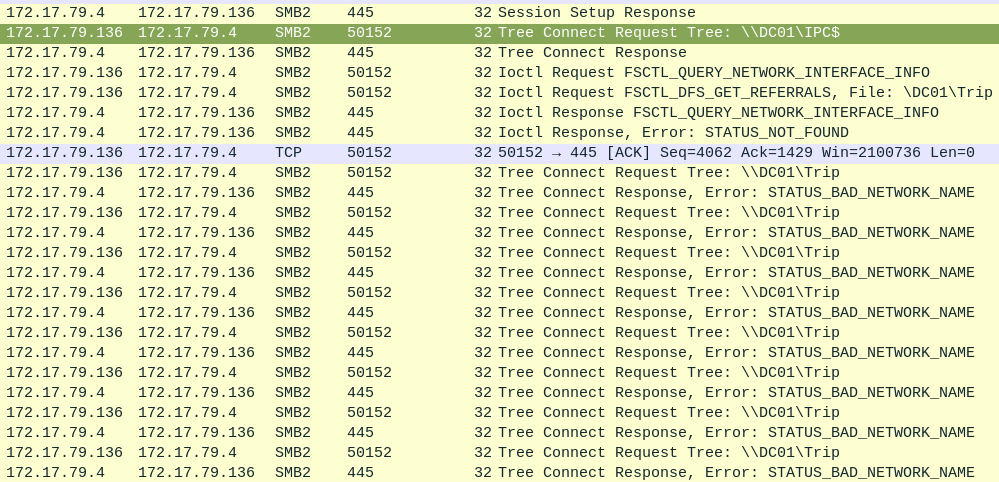 172.17.79.4 172.17.79.136 SMB2 445 32 Session Setup Response
172.17.79.136 172.17.79.4 SMB2 50152 32 Tree Connect Request Tree: \\DC01\IPC$
172.17.79.4 172.17.79.136 SMB2 445 32 Tree Connect Response
172.17.79.136 172.17.79.4 SMB2 50152 32 Ioctl Request FSCTL_QUERY_NETWORK_INTERFACE_INFO
172.17.79.136 172.17.79.4 SMB2 50152 32 Ioctl Request FSCTL_DFS_GET_REFERRALS, File: \DC01\Trip
172.17.79.4 172.17.79.136 SMB2 445 32 Ioctl Response FSCTL_QUERY_NETWORK_INTERFACE_INFO
172.17.79.4 172.17.79.136 SMB2 445 32 Ioctl Response, Error: STATUS_NOT_FOUND
172.17.79.136 172.17.79.4 TCP 50152 32 50152 → 445 [ACK] Seq=4062 Ack=1429 Win=2100736 Len=0
172.17.79.136 172.17.79.4 SMB2 50152 32 Tree Connect Request Tree: \\DC01\Trip
172.17.79.4 172.17.79.136 SMB2 445 32 Tree Connect Response, Error: STATUS_BAD_NETWORK_NAME
172.17.79.136 172.17.79.4 SMB2 50152 32 Tree Connect Request Tree: \\DC01\Trip
172.17.79.4 172.17.79.136 SMB2 445 32 Tree Connect Response, Error: STATUS_BAD_NETWORK_NAME
172.17.79.136 172.17.79.4 SMB2 50152 32 Tree Connect Request Tree: \\DC01\Trip
172.17.79.4 172.17.79.136 SMB2 445 32 Tree Connect Response, Error: STATUS_BAD_NETWORK_NAME
172.17.79.136 172.17.79.4 SMB2 50152 32 Tree Connect Request Tree: \\DC01\Trip
172.17.79.4 172.17.79.136 SMB2 445 32 Tree Connect Response, Error: STATUS_BAD_NETWORK_NAME
172.17.79.136 172.17.79.4 SMB2 50152 32 Tree Connect Request Tree: \\DC01\Trip
172.17.79.4 172.17.79.136 SMB2 445 32 Tree Connect Response, Error: STATUS_BAD_NETWORK_NAME
172.17.79.136 172.17.79.4 SMB2 50152 32 Tree Connect Request Tree: \\DC01\Trip
172.17.79.4 172.17.79.136 SMB2 445 32 Tree Connect Response, Error: STATUS_BAD_NETWORK_NAME
172.17.79.136 172.17.79.4 SMB2 50152 32 Tree Connect Request Tree: \\DC01\Trip
172.17.79.4 172.17.79.136 SMB2 445 32 Tree Connect Response, Error: STATUS_BAD_NETWORK_NAME
172.17.79.136 172.17.79.4 SMB2 50152 32 Tree Connect Request Tree: \\DC01\Trip
172.17.79.4 172.17.79.136 SMB2 445 32 Tree Connect Response, Error: STATUS_BAD_NETWORK_NAME